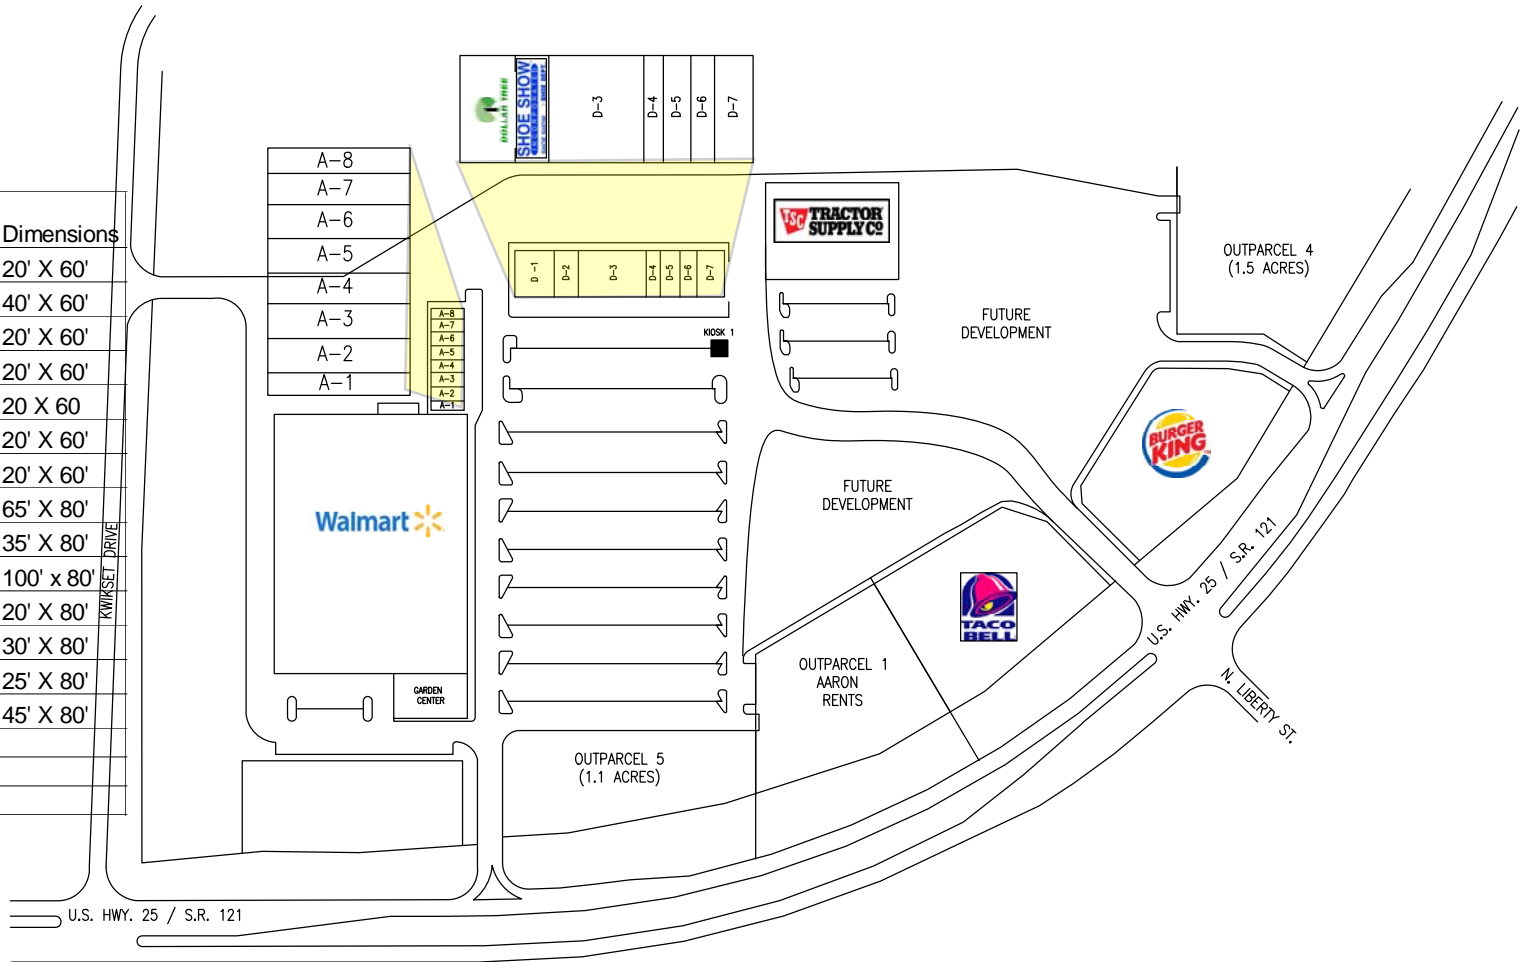 DOLLAR TREE
SHOE SHOW
INCORPORATED
D-3
D-4
D-5
D-6
D-7
A-8
A-7
A-6
A-5
A-4
A-3
A-2
A-1
TSC TRACTOR
SUPPLY CO
Dimensions
20' X 60'
40' X 60'
20' X 60'
20' X 60'
20 X 60
20' X 60'
20' X 60'
65' X 80'
35' X 80'
100' x 80'
20' X 80'
30' X 80'
25' X 80'
45' X 80'
KWIKSET DRIVE
D -1
D-2
D-3
D-4
D-5
D-6
D-7
A-8
A-7
A-6
A-5
A-4
A-3
A-2
A-1
KIOSK 1
OUTPARCEL 4
(1.5 ACRES)
FUTURE
DEVELOPMENT
BURGER
KING
TM
Walmart
FUTURE
DEVELOPMENT
TACO
BELL
U.S. HWY. 25 / S.R. 121
N. LIBERTY ST.
OUTPARCEL 1
AARON
RENTS
GARDEN
CENTER
OUTPARCEL 5
(1.1 ACRES)
U.S. HWY. 25 / S.R. 121